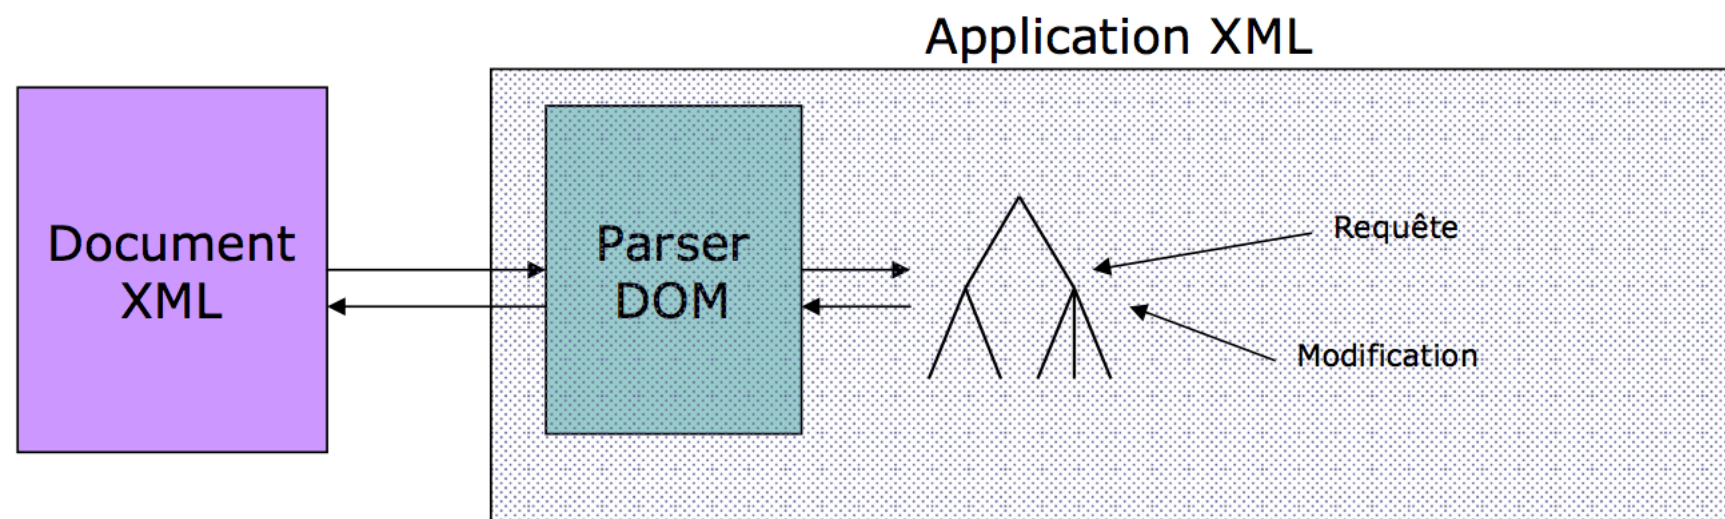 Application XML
Document
XML
Parser
DOM
Requête
Modification